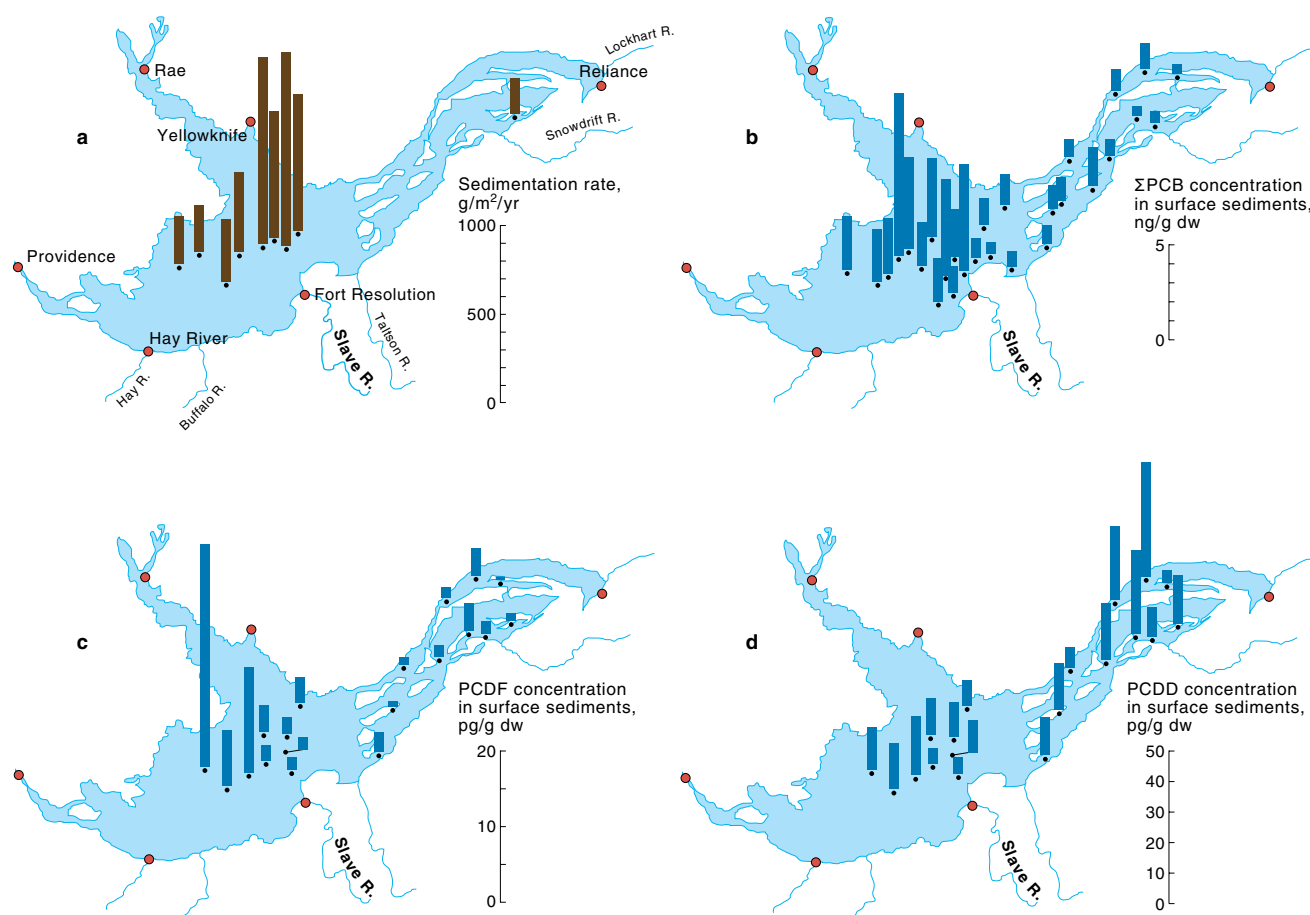 a
Rae
Yellowknife
Providence
Hay River
Fort Resolution
Reliance
Lockhart R.
Snowdrift R.
Taltson R.
Slave R.
Hay R.
Buffalo R.
Sedimentation rate,
g/m²/yr
1000
500
0
b
ΣPCB concentration
in surface sediments,
ng/g dw
5
0
Slave R.
c
PCDF concentration
in surface sediments,
pg/g dw
20
10
0
Slave R.
d
PCDD concentration
in surface sediments,
pg/g dw
50
40
30
20
10
0
Slave R.